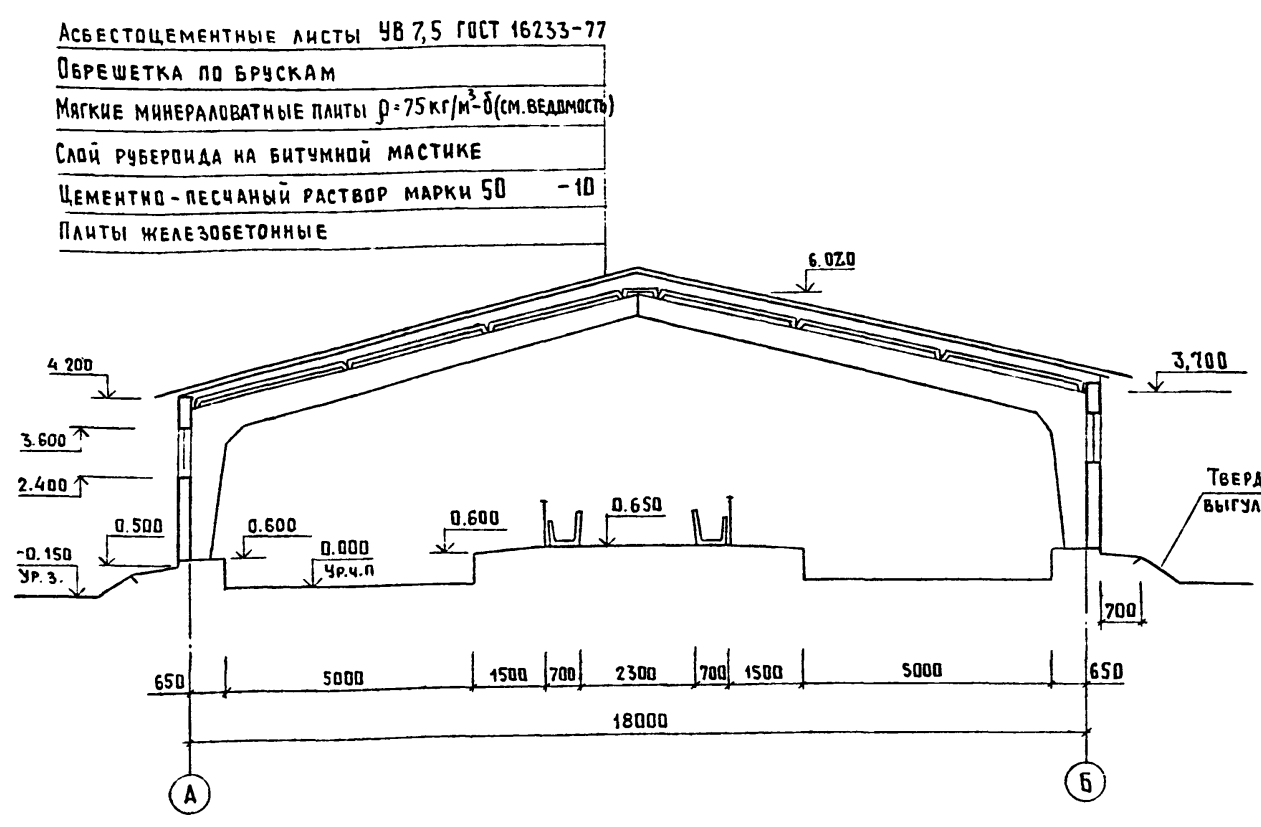 Асбестоцементные листы УВ 7,5 ГОСТ 16233-77
Обрешетка по брускам
Мягкие минераловатные плиты ρ=75кг/м³-δ(см.ведомость)
Слой рубероида на битумной мастике
Цементно-песчаный раствор марки 50 -10
Плиты железобетонные
6.020
4 200
3,700
3.600
2.400
Тверд
выгул
0.650
0.500
0.600
0.600
0.000
Ур.ч.п
-0.150
Ур.з.
700
650
5000
1500
700
2300
700
1500
5000
650
18000
А
Б